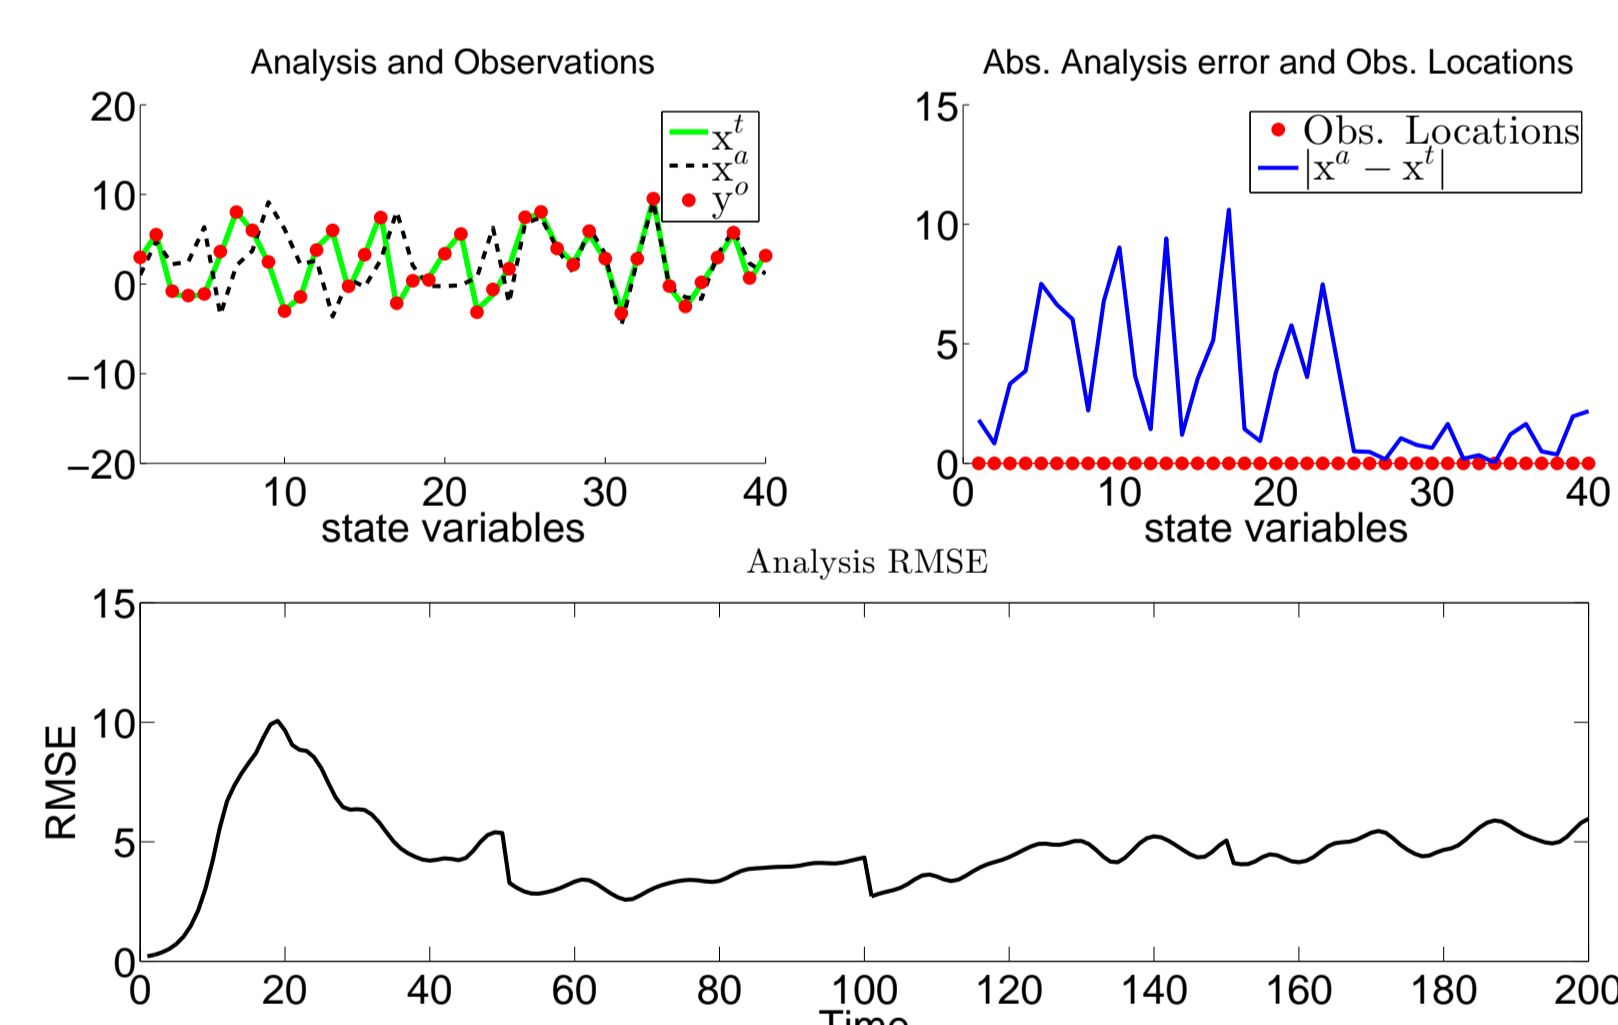 Analysis and Observations
20
10
0
−10
−20
10 20 30 40
state variables
x^t
x^a
y^o
Abs. Analysis error and Obs. Locations
15
10
5
0
0 10 20 30 40
state variables
Obs. Locations
|x^a − x^t|
Analysis RMSE
RMSE
15
10
5
0
0 20 40 60 80 100 120 140 160 180 200
Time